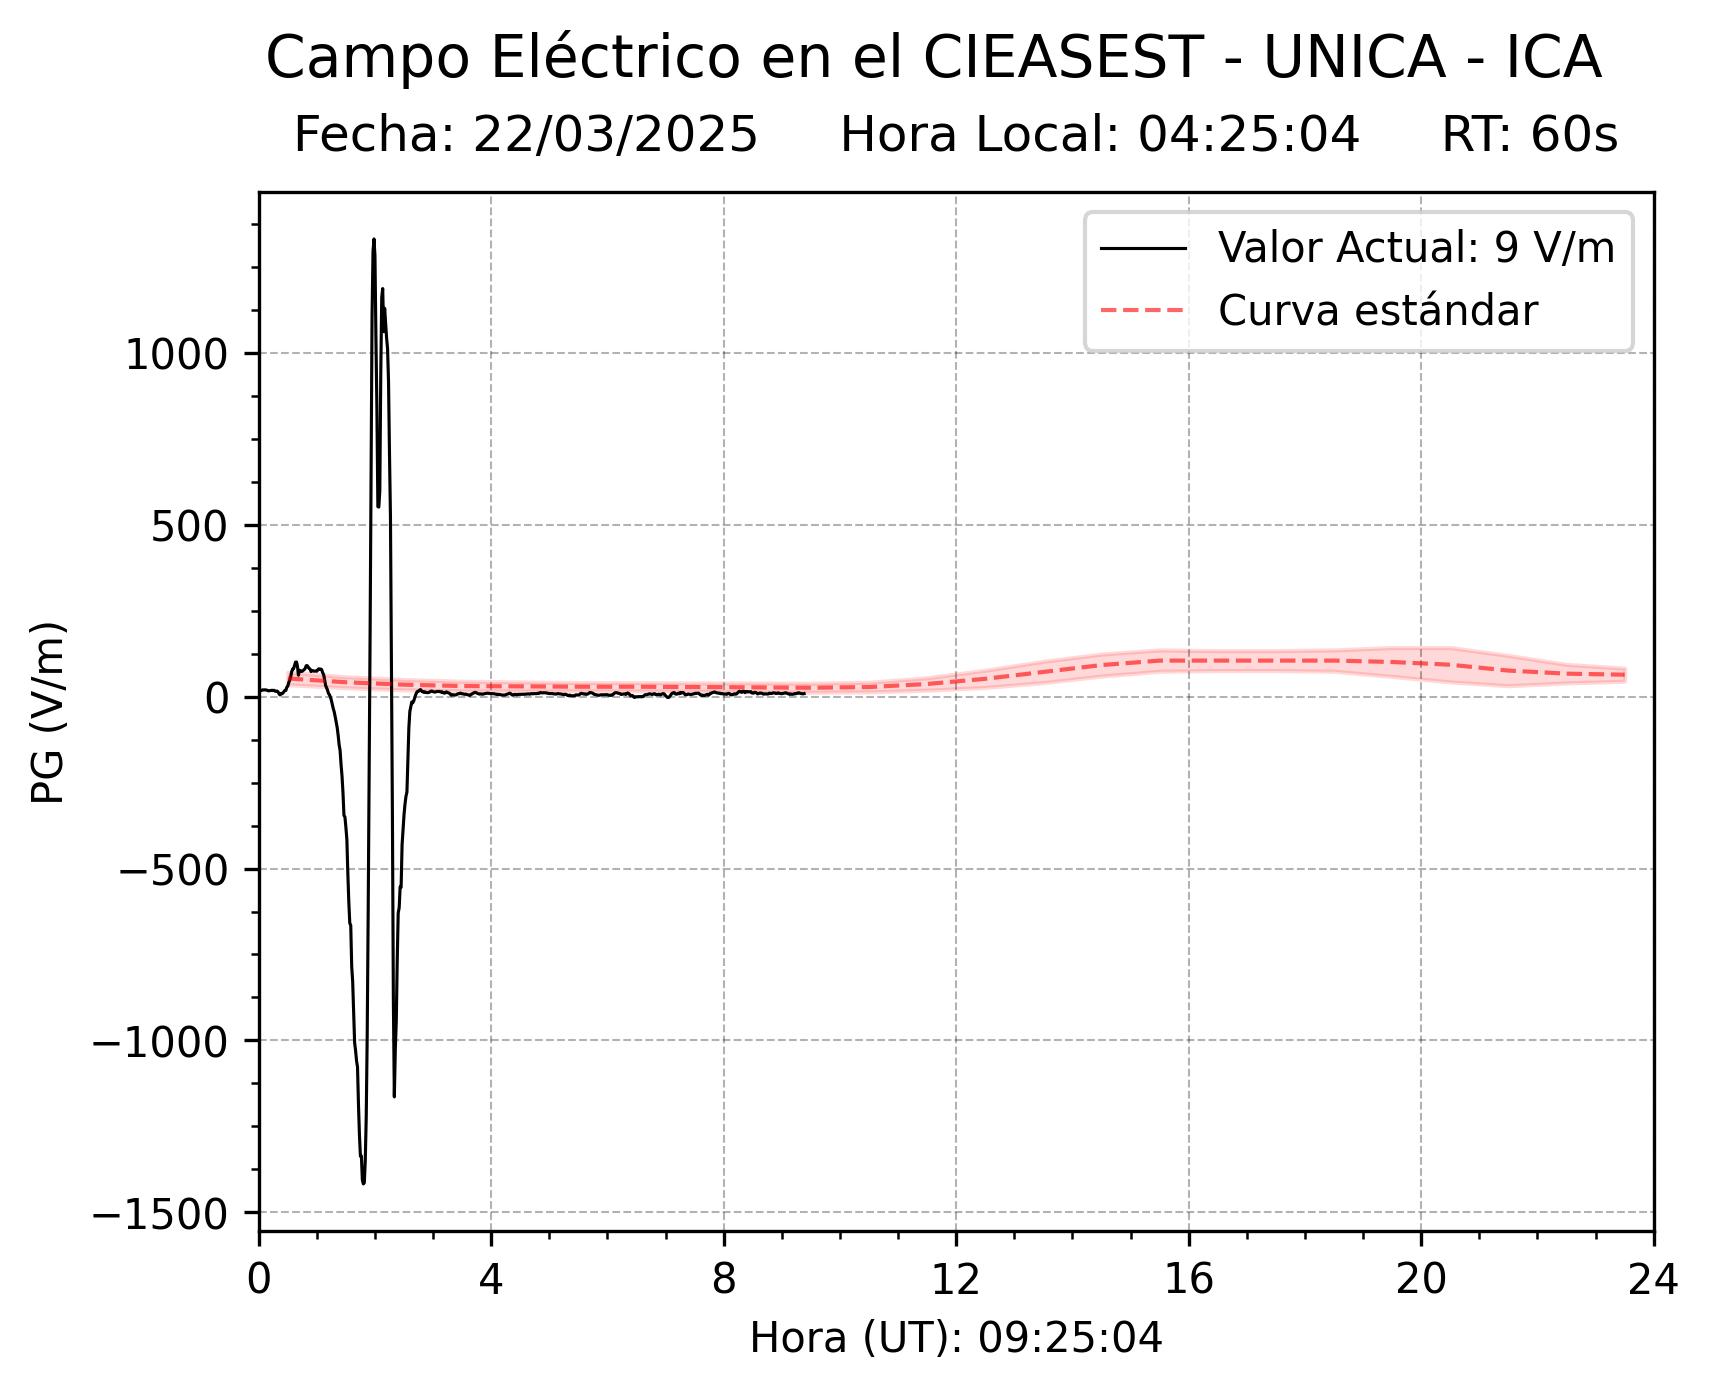 Campo Eléctrico en el CIEASEST - UNICA - ICA
Fecha: 22/03/2025 Hora Local: 04:25:04 RT: 60s
Valor Actual: 9 V/m
Curva estándar
PG (V/m)
1000
500
0
−500
−1000
−1500
0 4 8 12 16 20 24
Hora (UT): 09:25:04